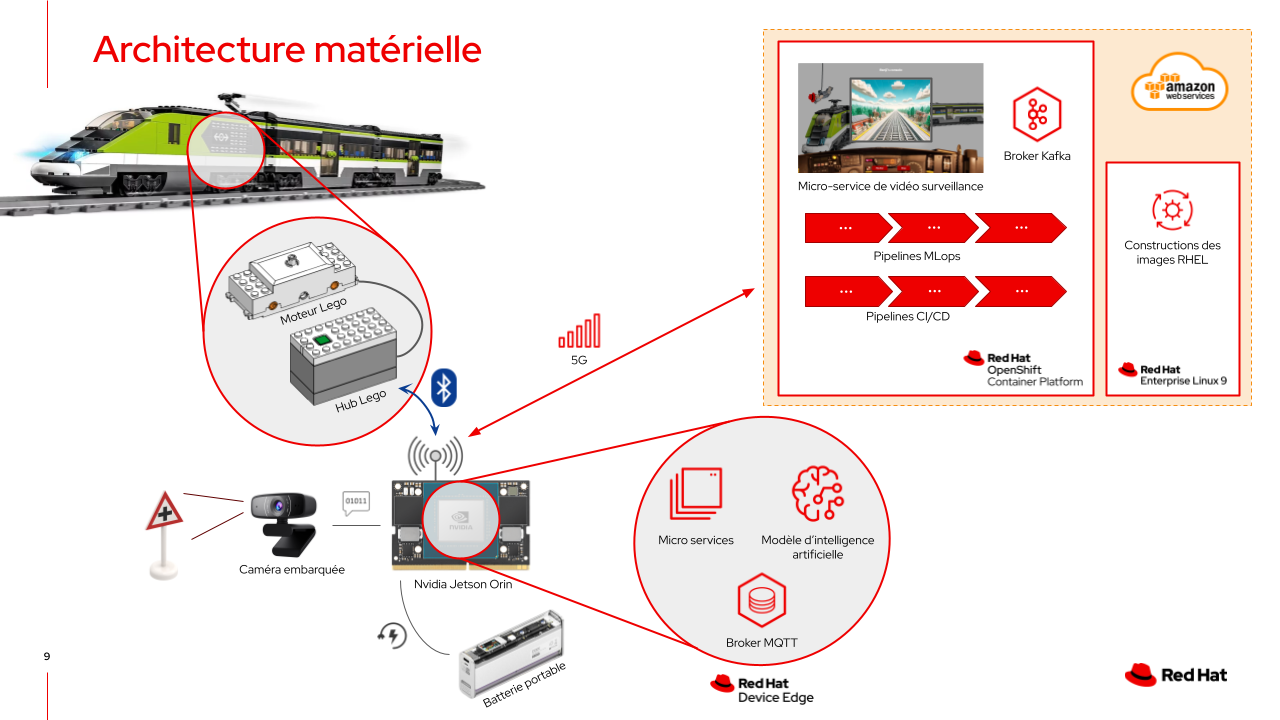 Architecture matérielle
amazon
web services
Broker Kafka
Micro-service de vidéo surveillance
...
...
...
Pipelines MLops
...
...
...
Pipelines CI/CD
Red Hat
OpenShift
Container Platform
Constructions des
images RHEL
Red Hat
Enterprise Linux 9
Moteur Lego
Hub Lego
5G
01011
Caméra embarquée
NVIDIA
Nvidia Jetson Orin
Batterie portable
Micro services
Modèle d'intelligence
artificielle
Broker MQTT
Red Hat
Device Edge
9
Red Hat